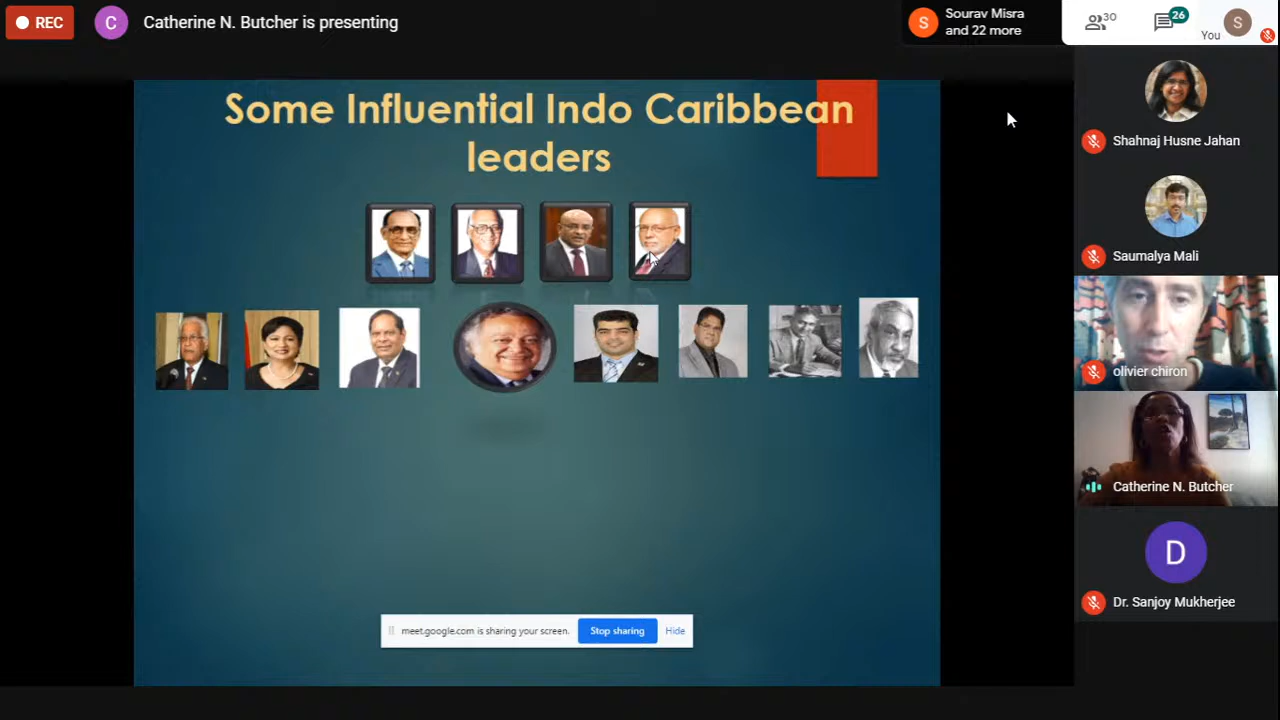 REC
C
Catherine N. Butcher is presenting
S
Sourav Misra
and 22 more
30
26
You
S
Some Influential Indo Caribbean
leaders
Shahnaj Husne Jahan
Saumalya Mali
olivier chiron
Catherine N. Butcher
D
Dr. Sanjoy Mukherjee
meet.google.com is sharing your screen.
Stop sharing
Hide